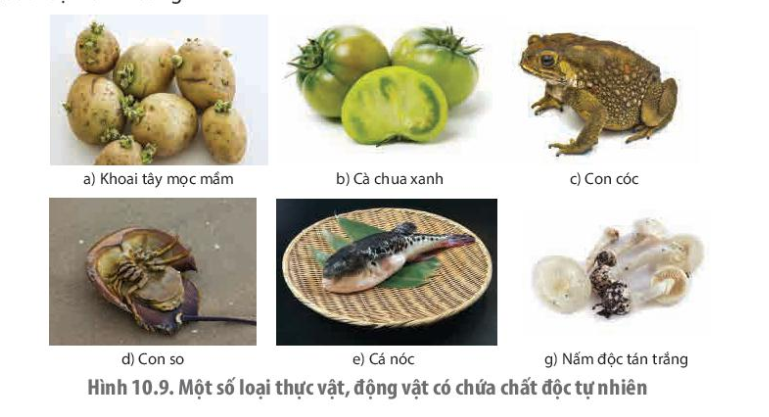 a) Khoai tây mọc mầm
b) Cà chua xanh
c) Con cóc
d) Con so
e) Cá nóc
g) Nấm độc tán trắng
Hình 10.9. Một số loại thực vật, động vật có chứa chất độc tự nhiên